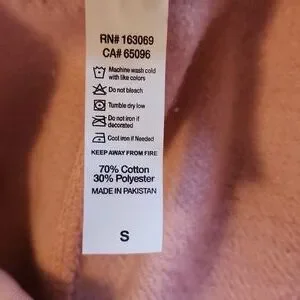 RN# 163069
CA# 65096
Machine wash cold
with like colors
Do not bleach
Tumble dry low
Do not iron if
decorated
Cool iron if Needed
KEEP AWAY FROM FIRE
70% Cotton
30% Polyester
MADE IN PAKISTAN
S